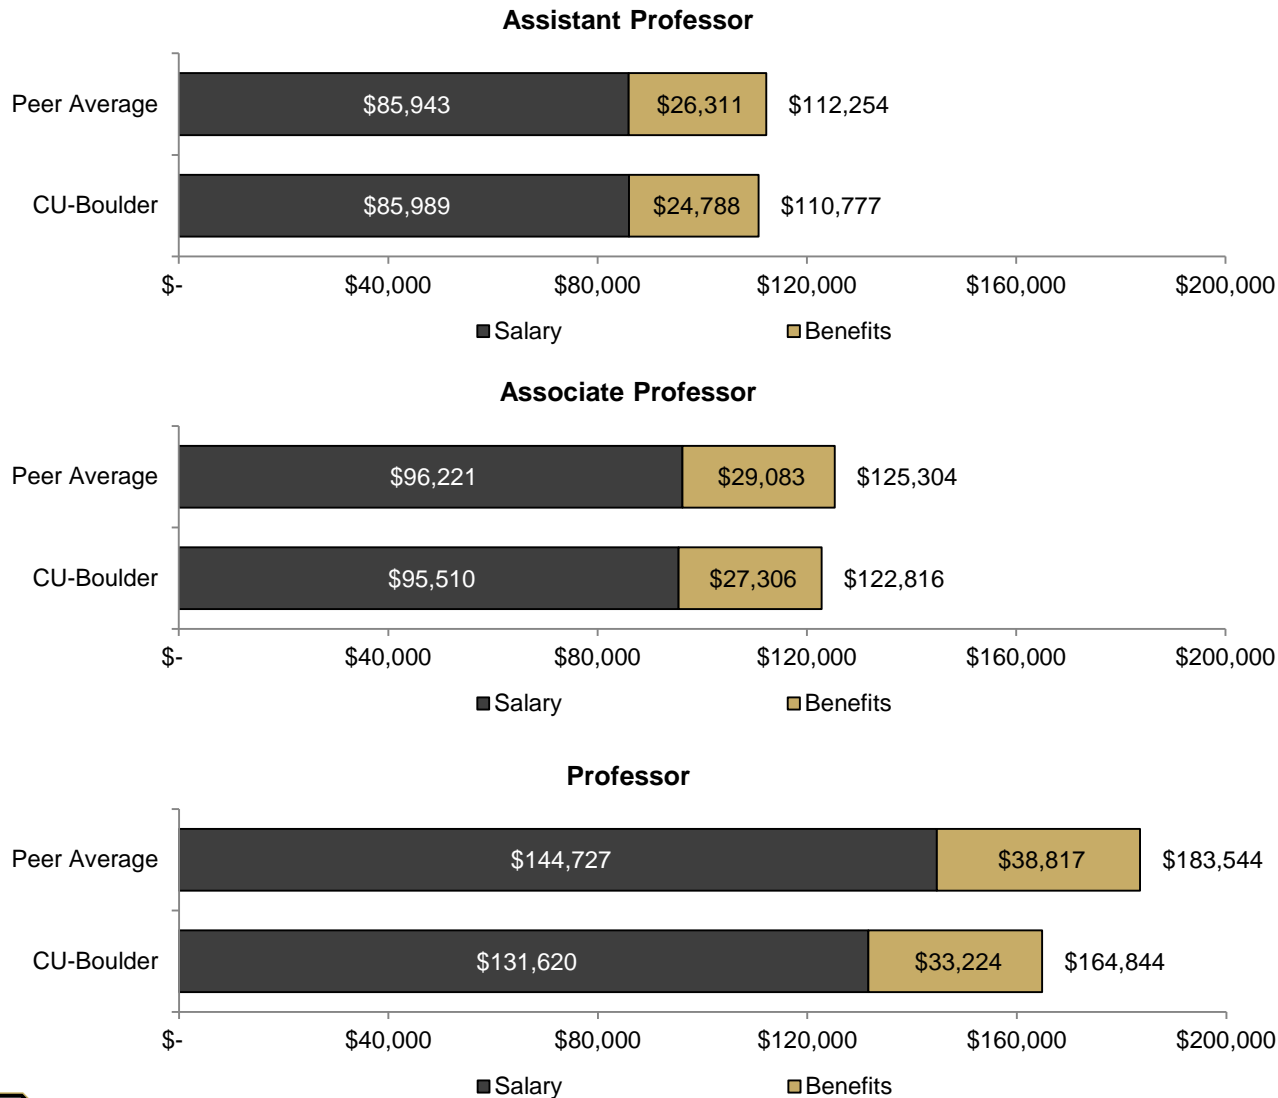 Assistant Professor
Peer Average $85,943 $26,311 $112,254
CU-Boulder $85,989 $24,788 $110,777
$- $40,000 $80,000 $120,000 $160,000 $200,000
Salary Benefits
Associate Professor
Peer Average $96,221 $29,083 $125,304
CU-Boulder $95,510 $27,306 $122,816
$- $40,000 $80,000 $120,000 $160,000 $200,000
Salary Benefits
Professor
Peer Average $144,727 $38,817 $183,544
CU-Boulder $131,620 $33,224 $164,844
$- $40,000 $80,000 $120,000 $160,000 $200,000
Salary Benefits